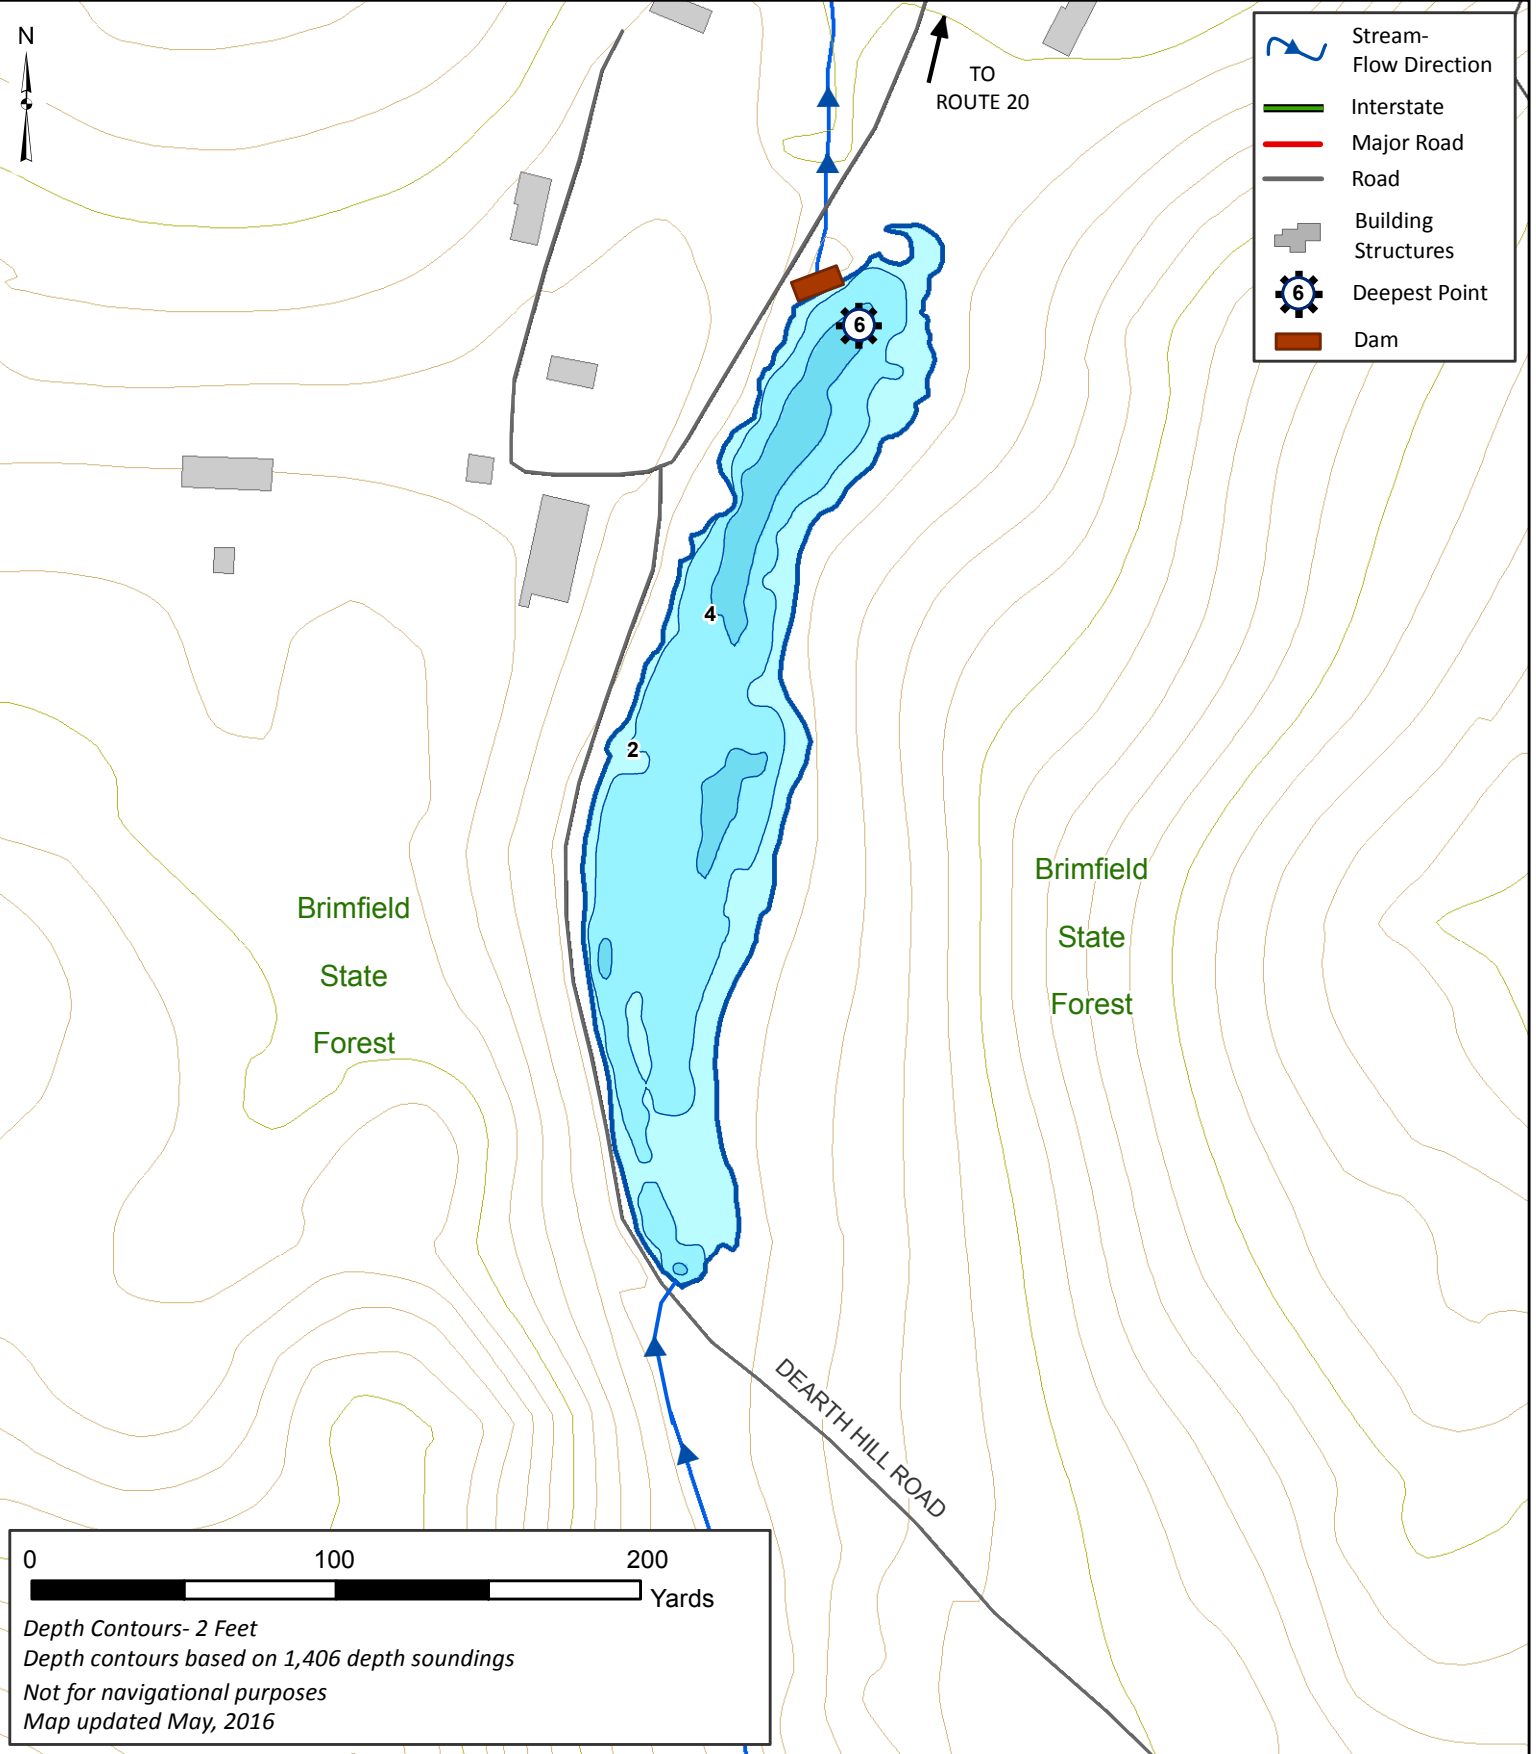 N
TO
ROUTE 20
Stream-
Flow Direction
Interstate
Major Road
Road
Building
Structures
6
Deepest Point
Dam
6
4
2
Brimfield
State
Forest
Brimfield
State
Forest
DEARTH HILL ROAD
0 100 200
Yards
Depth Contours- 2 Feet
Depth contours based on 1,406 depth soundings
Not for navigational purposes
Map updated May, 2016